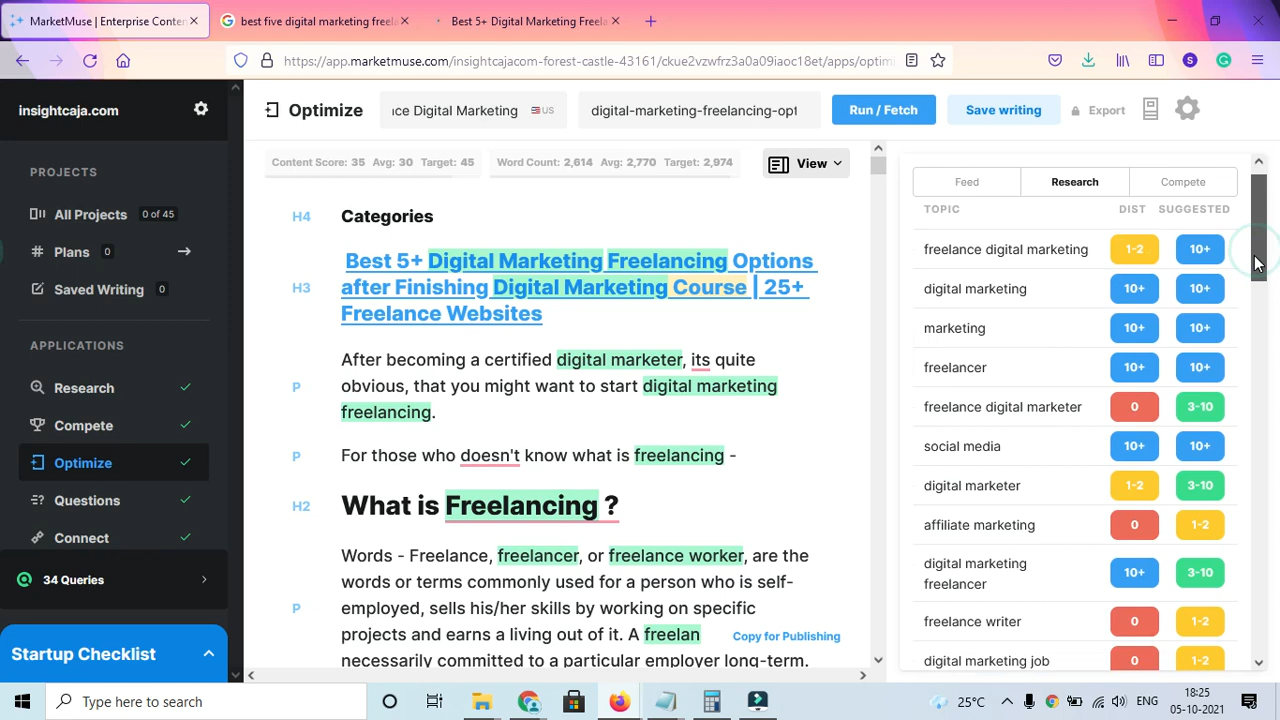 MarketMuse | Enterprise Conten
best five digital marketing freela
Best 5+ Digital Marketing Freela
https://app.marketmuse.com/insightcajacom-forest-castle-43161/ckue2vzwfrz3a0a09iaoc18et/apps/optim
insightcaja.com
Optimize
ice Digital Marketing
US
digital-marketing-freelancing-opt
Run / Fetch
Save writing
Export
PROJECTS
All Projects
0 of 45
Plans
0
Saved Writing
0
APPLICATIONS
Research
Compete
Optimize
Questions
Connect
34 Queries
Startup Checklist
Content Score: 35 Avg: 30 Target: 45
Word Count: 2,614 Avg: 2,770 Target: 2,974
View
H4
Categories
H3
Best 5+ Digital Marketing Freelancing Options
after Finishing Digital Marketing Course | 25+
Freelance Websites
P
After becoming a certified digital marketer, its quite
obvious, that you might want to start digital marketing
freelancing.
P
For those who doesn't know what is freelancing -
H2
What is Freelancing ?
P
Words - Freelance, freelancer, or freelance worker, are the
words or terms commonly used for a person who is self-
employed, sells his/her skills by working on specific
projects and earns a living out of it. A freelan
necessarily committed to a particular employer long-term.
Copy for Publishing
Feed
Research
Compete
TOPIC DIST SUGGESTED
freelance digital marketing 1-2 10+
digital marketing 10+ 10+
marketing 10+ 10+
freelancer 10+ 10+
freelance digital marketer 0 3-10
social media 10+ 10+
digital marketer 1-2 3-10
affiliate marketing 0 1-2
digital marketing
freelancer 10+ 3-10
freelance writer 0 1-2
digital marketing job 0 1-2
Type here to search
25°C
ENG
18:25
05-10-2021